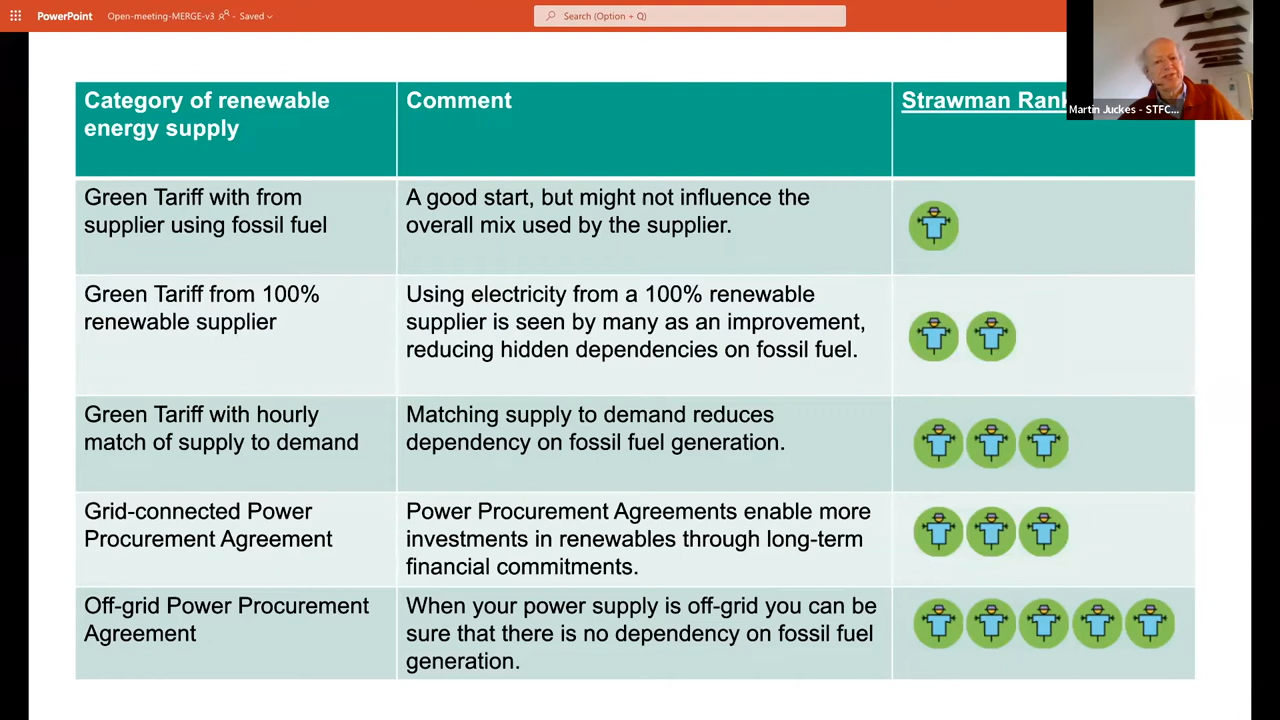 PowerPoint Open-meeting-MERGE-v3 - Saved Search (Option + Q)
Martin Juckes - STFC...
Category of renewable
energy supply
Comment
Strawman Rank
Green Tariff with from
supplier using fossil fuel
A good start, but might not influence the
overall mix used by the supplier.
Green Tariff from 100%
renewable supplier
Using electricity from a 100% renewable
supplier is seen by many as an improvement,
reducing hidden dependencies on fossil fuel.
Green Tariff with hourly
match of supply to demand
Matching supply to demand reduces
dependency on fossil fuel generation.
Grid-connected Power
Procurement Agreement
Power Procurement Agreements enable more
investments in renewables through long-term
financial commitments.
Off-grid Power Procurement
Agreement
When your power supply is off-grid you can be
sure that there is no dependency on fossil fuel
generation.